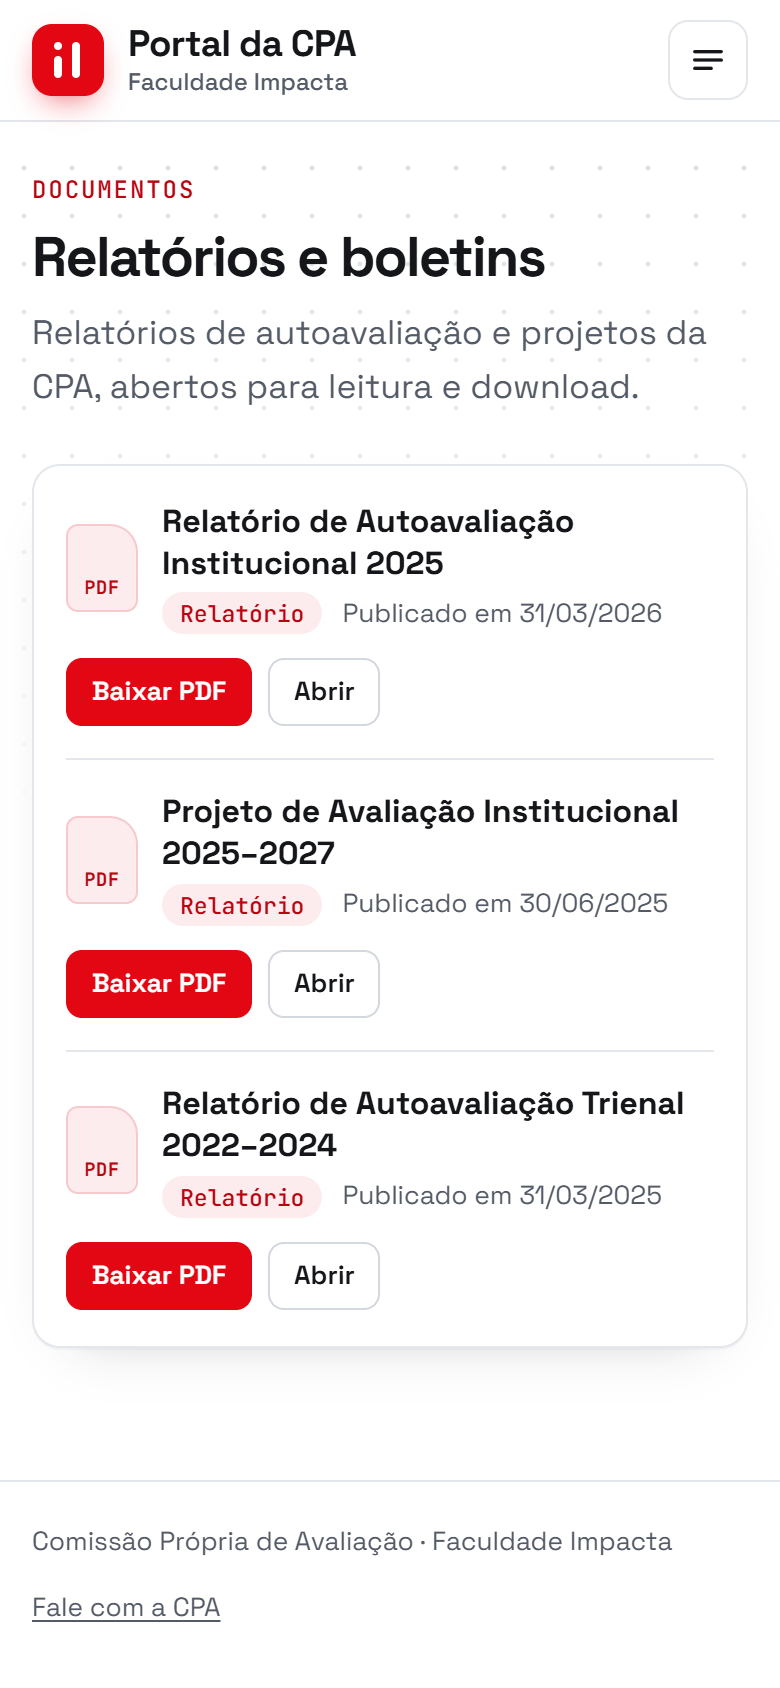 Portal da CPA
Faculdade Impacta
DOCUMENTOS
Relatórios e boletins
Relatórios de autoavaliação e projetos da
CPA, abertos para leitura e download.
PDF
Relatório de Autoavaliação
Institucional 2025
Relatório Publicado em 31/03/2026
Baixar PDF Abrir
PDF
Projeto de Avaliação Institucional
2025–2027
Relatório Publicado em 30/06/2025
Baixar PDF Abrir
PDF
Relatório de Autoavaliação Trienal
2022–2024
Relatório Publicado em 31/03/2025
Baixar PDF Abrir
Comissão Própria de Avaliação · Faculdade Impacta
Fale com a CPA